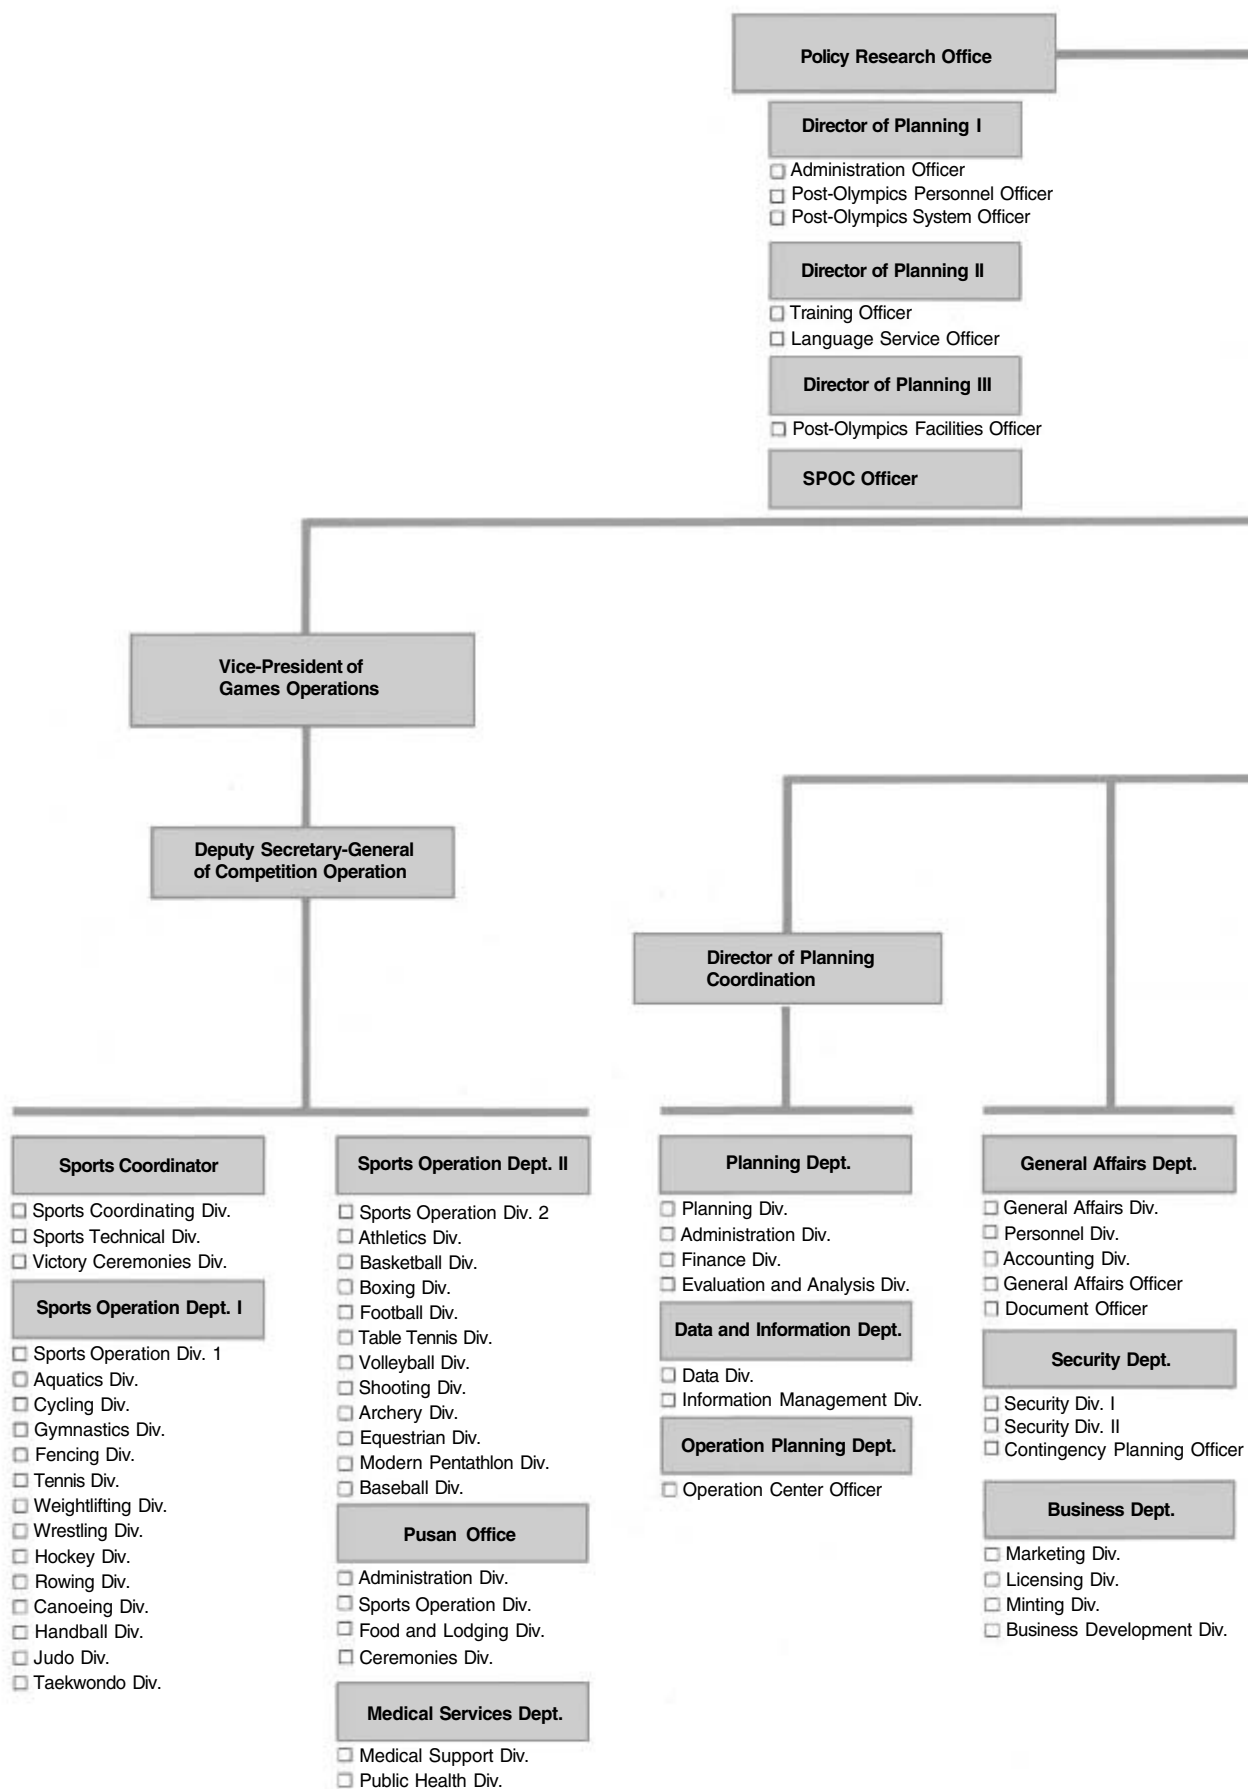 Policy Research Office
Director of Planning I
Administration Officer
Post-Olympics Personnel Officer
Post-Olympics System Officer
Director of Planning II
Training Officer
Language Service Officer
Director of Planning III
Post-Olympics Facilities Officer
SPOC Officer
Vice-President of
Games Operations
Deputy Secretary-General
of Competition Operation
Director of Planning
Coordination
Sports Coordinator
Sports Coordinating Div.
Sports Technical Div.
Victory Ceremonies Div.
Sports Operation Dept. I
Sports Operation Div. 1
Aquatics Div.
Cycling Div.
Gymnastics Div.
Fencing Div.
Tennis Div.
Weightlifting Div.
Wrestling Div.
Hockey Div.
Rowing Div.
Canoeing Div.
Handball Div.
Judo Div.
Taekwondo Div.
Sports Operation Dept. II
Sports Operation Div. 2
Athletics Div.
Basketball Div.
Boxing Div.
Football Div.
Table Tennis Div.
Volleyball Div.
Shooting Div.
Archery Div.
Equestrian Div.
Modern Pentathlon Div.
Baseball Div.
Pusan Office
Administration Div.
Sports Operation Div.
Food and Lodging Div.
Ceremonies Div.
Medical Services Dept.
Medical Support Div.
Public Health Div.
Planning Dept.
Planning Div.
Administration Div.
Finance Div.
Evaluation and Analysis Div.
Data and Information Dept.
Data Div.
Information Management Div.
Operation Planning Dept.
Operation Center Officer
General Affairs Dept.
General Affairs Div.
Personnel Div.
Accounting Div.
General Affairs Officer
Document Officer
Security Dept.
Security Div. I
Security Div. II
Contingency Planning Officer
Business Dept.
Marketing Div.
Licensing Div.
Minting Div.
Business Development Div.